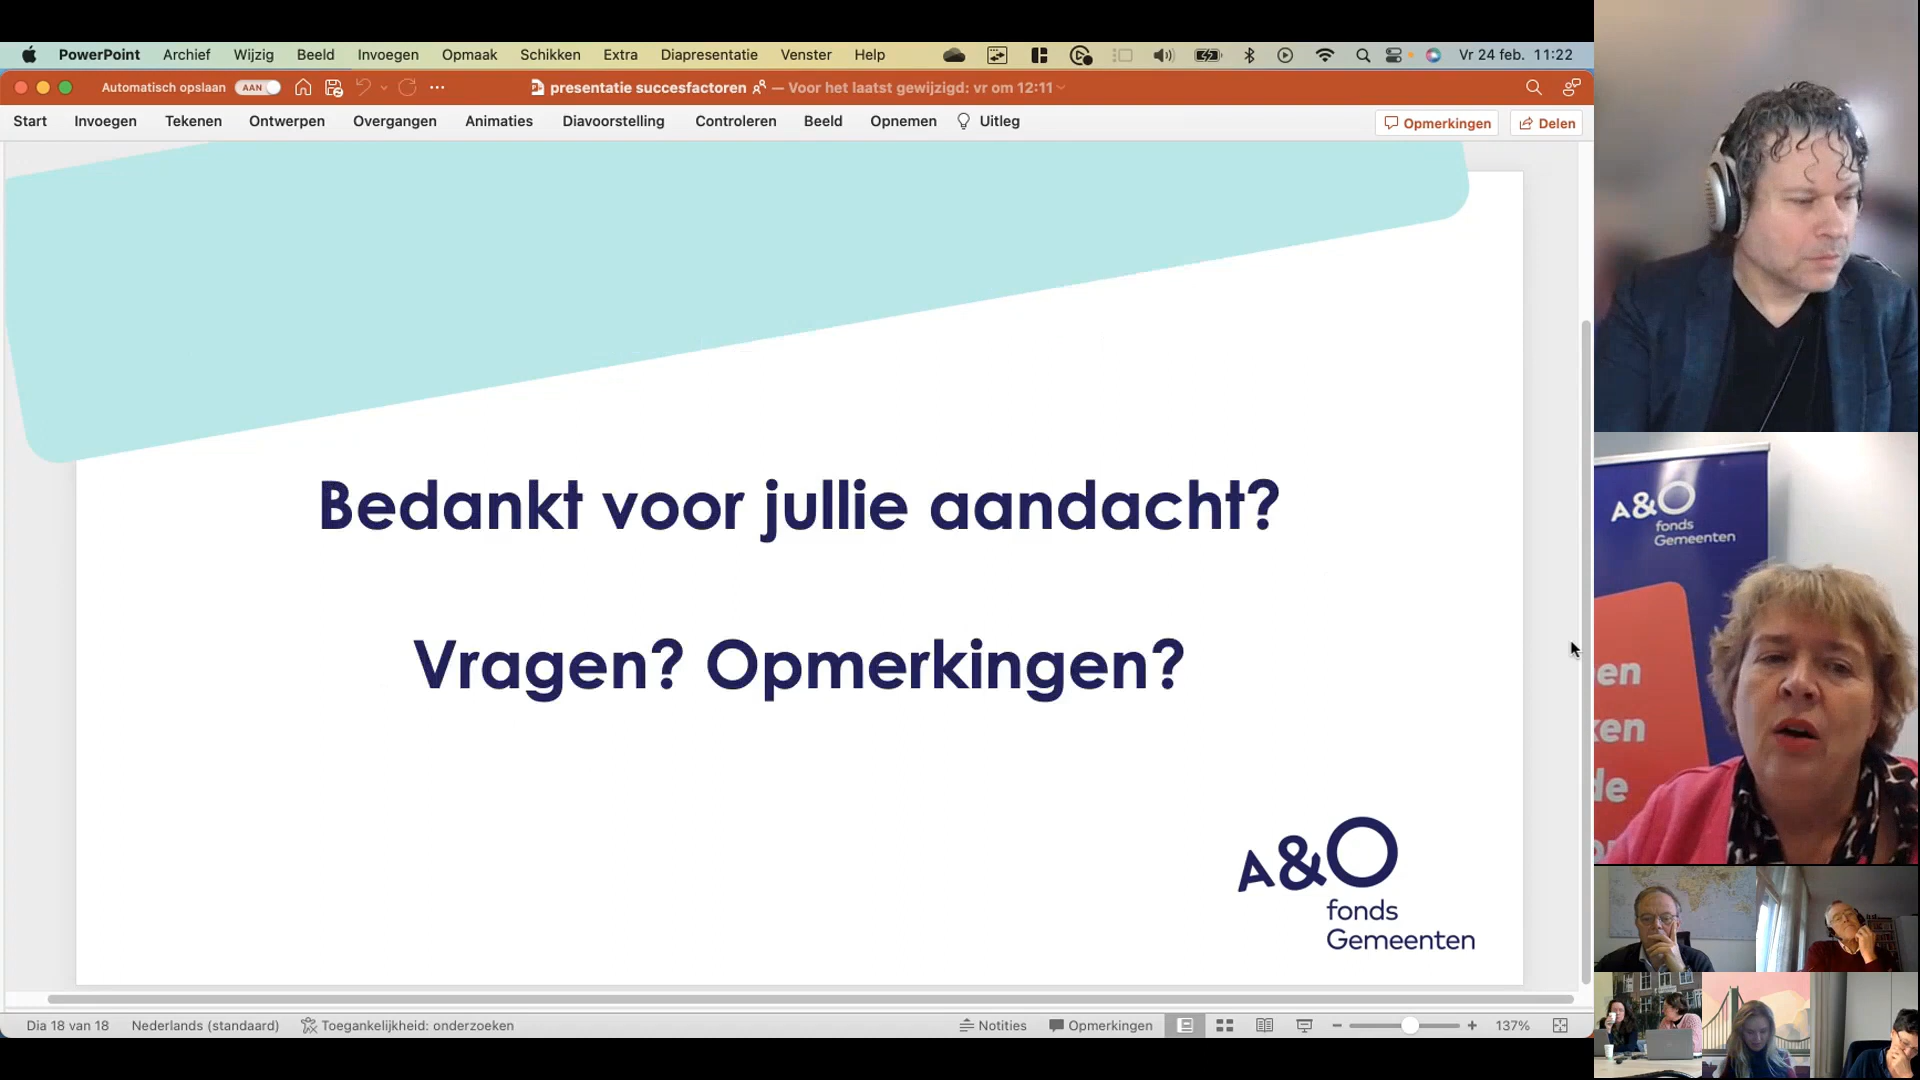 PowerPoint Archief Wijzig Beeld Invoegen Opmaak Schikken Extra Diapresentatie Venster Help Vr 24 feb. 11:22
Automatisch opslaan AAN presentatie succesfactoren — Voor het laatst gewijzigd: vr om 12:11
Start Invoegen Tekenen Ontwerpen Overgangen Animaties Diavoorstelling Controleren Beeld Opnemen Uitleg Opmerkingen Delen
Bedankt voor jullie aandacht?
Vragen? Opmerkingen?
A&O
fonds
Gemeenten
Dia 18 van 18 Nederlands (standaard) Toegankelijkheid: onderzoeken Notities Opmerkingen 137%
A&O
fonds
Gemeenten
en
ken
de